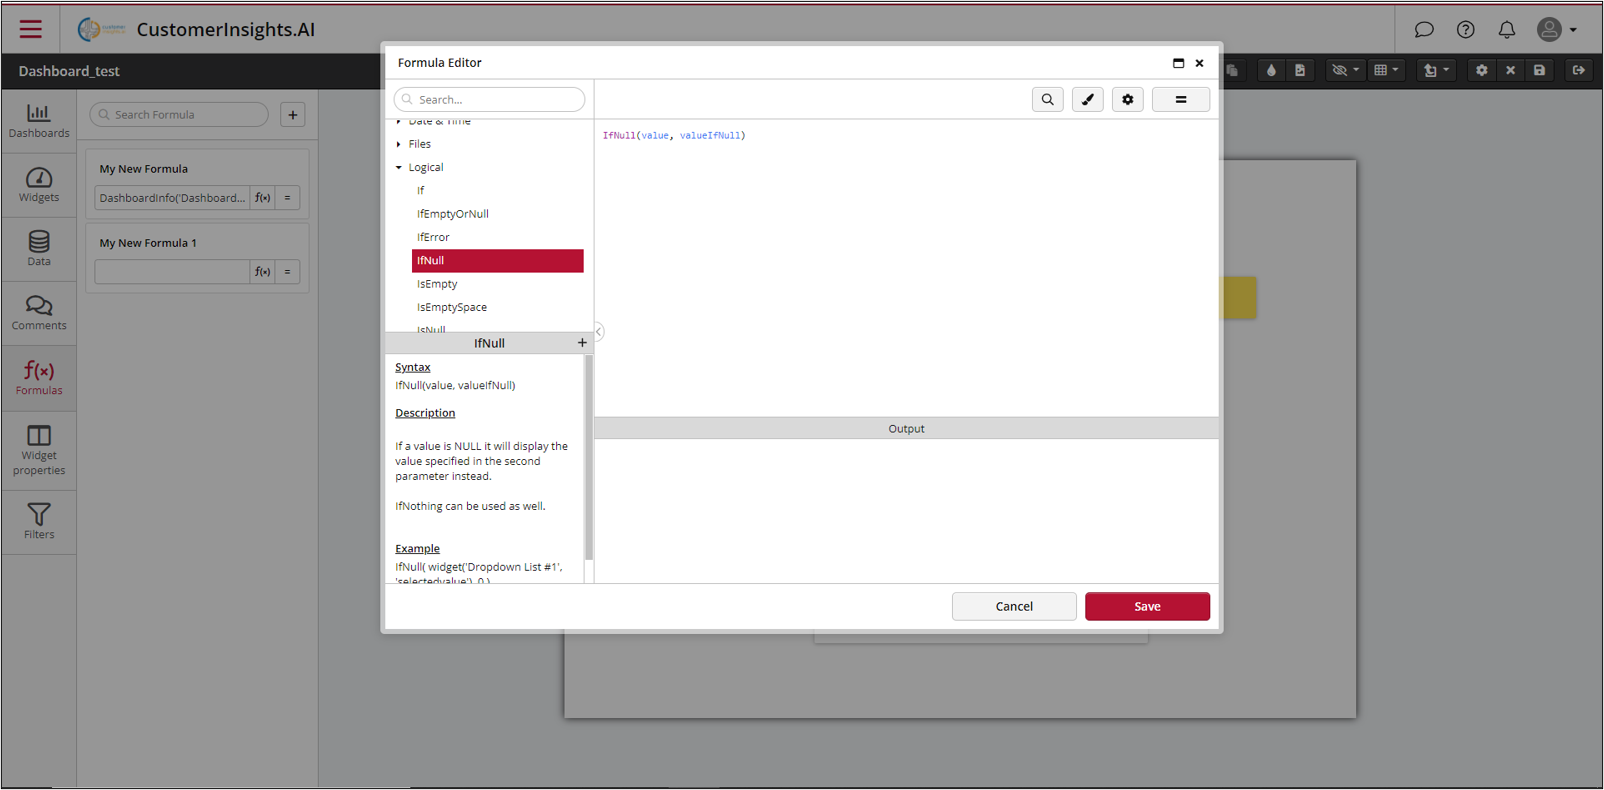 CustomerInsights.AI
Dashboard_test
Dashboards
Widgets
Data
Comments
f(x)
Formulas
Widget
properties
Filters
Search Formula
+
My New Formula
DashboardInfo('Dashboard...
f(x)
=
My New Formula 1
f(x)
=
Formula Editor
Search...
Date & Time
Files
Logical
If
IfEmptyOrNull
IfError
IfNull
IsEmpty
IsEmptySpace
IsNull
IfNull
+
Syntax
IfNull(value, valueIfNull)
Description
If a value is NULL it will display the
value specified in the second
parameter instead.
IfNothing can be used as well.
Example
IfNull( widget('Dropdown List #1',
'selectedvalue'), 0 )
=
IfNull(value, valueIfNull)
Output
Cancel
Save